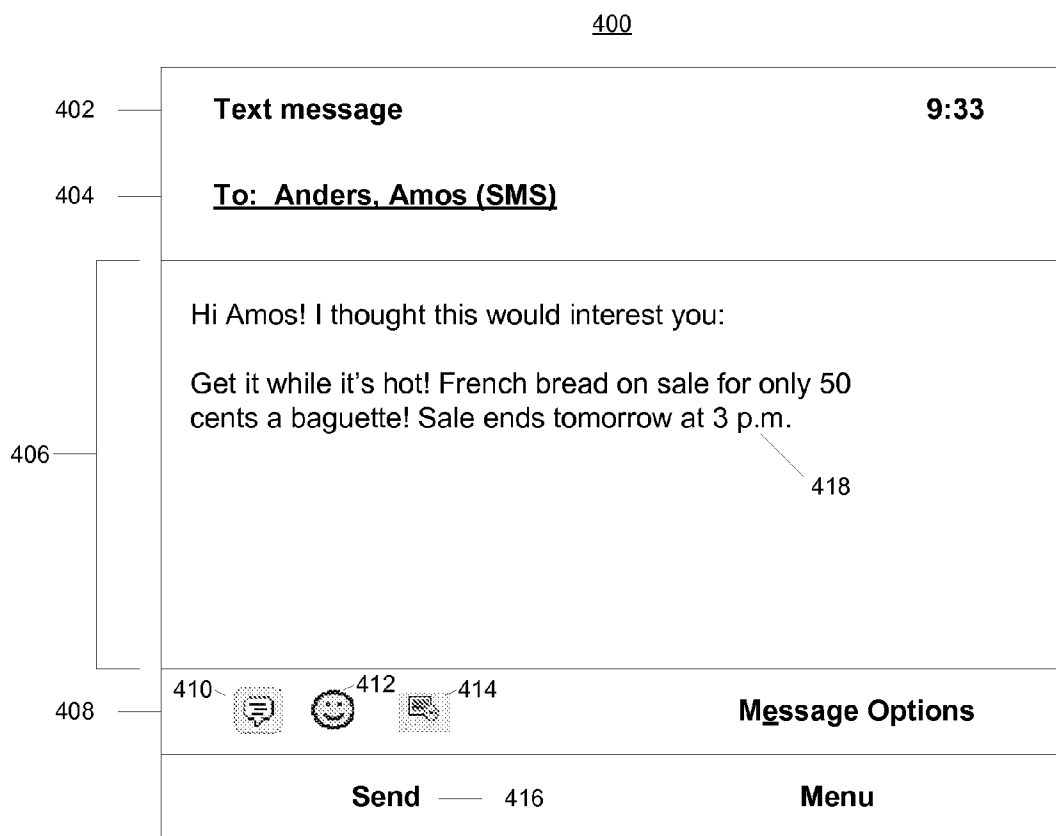 400
402 Text message 9:33
404 To: Anders, Amos (SMS)
Hi Amos! I thought this would interest you:
Get it while it's hot! French bread on sale for only 50
cents a baguette! Sale ends tomorrow at 3 p.m.
406
418
410 412 414
408 Message Options
Send 416 Menu